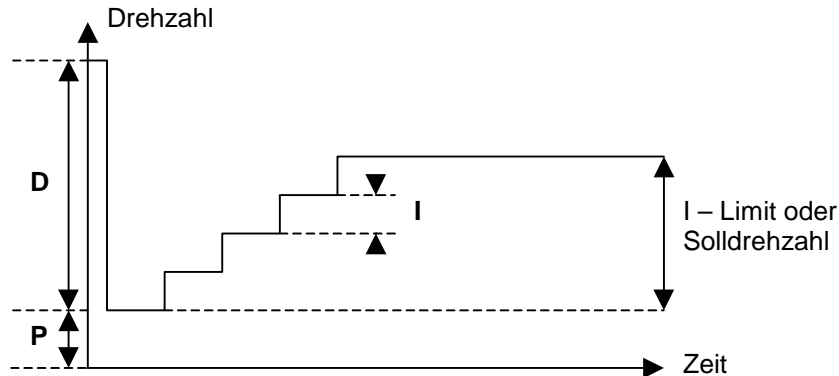 Drehzahl
D
I
I – Limit oder
Solldrehzahl
P
Zeit